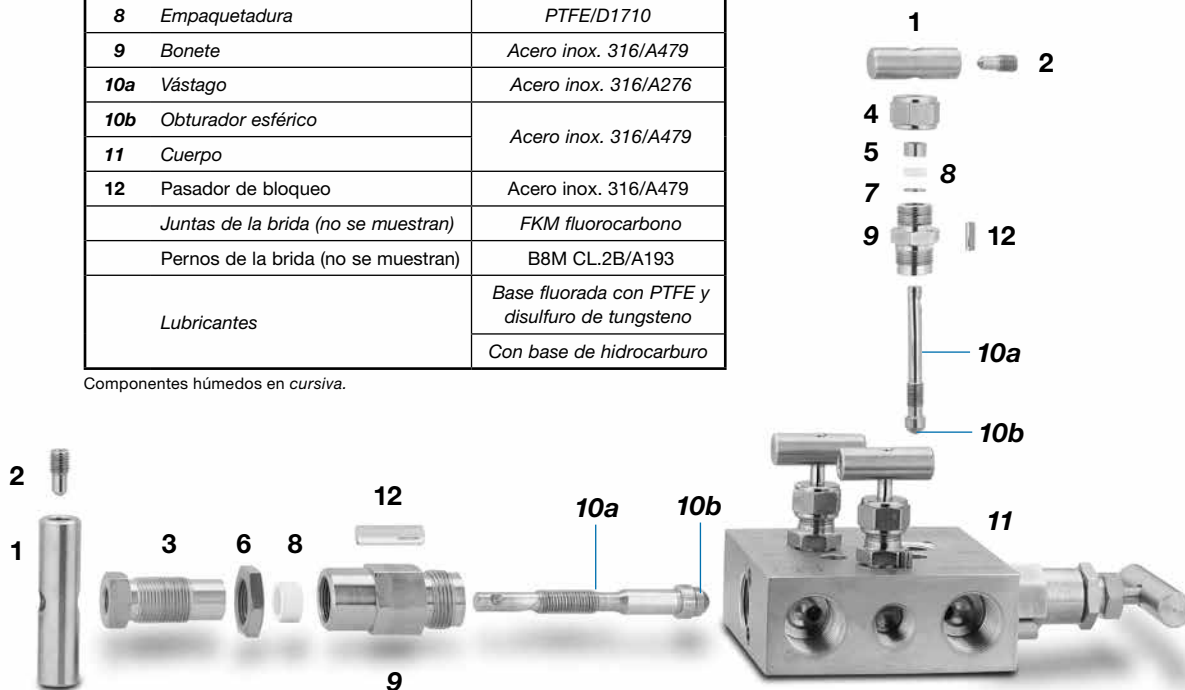 8 Empaquetadura PTFE/D1710
9 Bonete Acero inox. 316/A479
10a Vástago Acero inox. 316/A276
10b Obturador esférico Acero inox. 316/A479
11 Cuerpo
12 Pasador de bloqueo Acero inox. 316/A479
Juntas de la brida (no se muestran) FKM fluorocarbono
Pernos de la brida (no se muestran) B8M CL.2B/A193
Lubricantes Base fluorada con PTFE y
disulfuro de tungsteno
Con base de hidrocarburo
Componentes húmedos en cursiva.
1
2
4
5
8
7
9
12
10a
10b
11
2
1
3
6
8
12
9
10a
10b